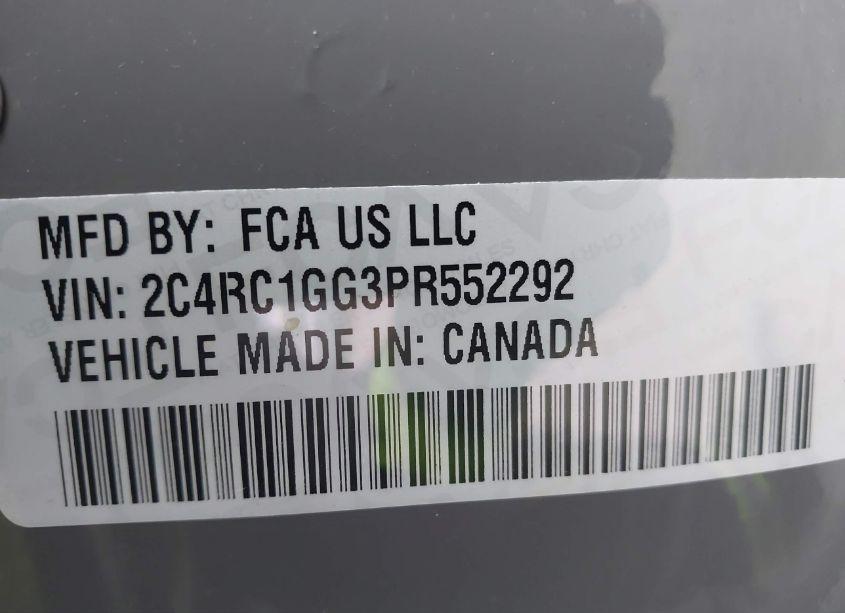 MFD BY: FCA US LLC
VIN: 2C4RC1GG3PR552292
VEHICLE MADE IN: CANADA